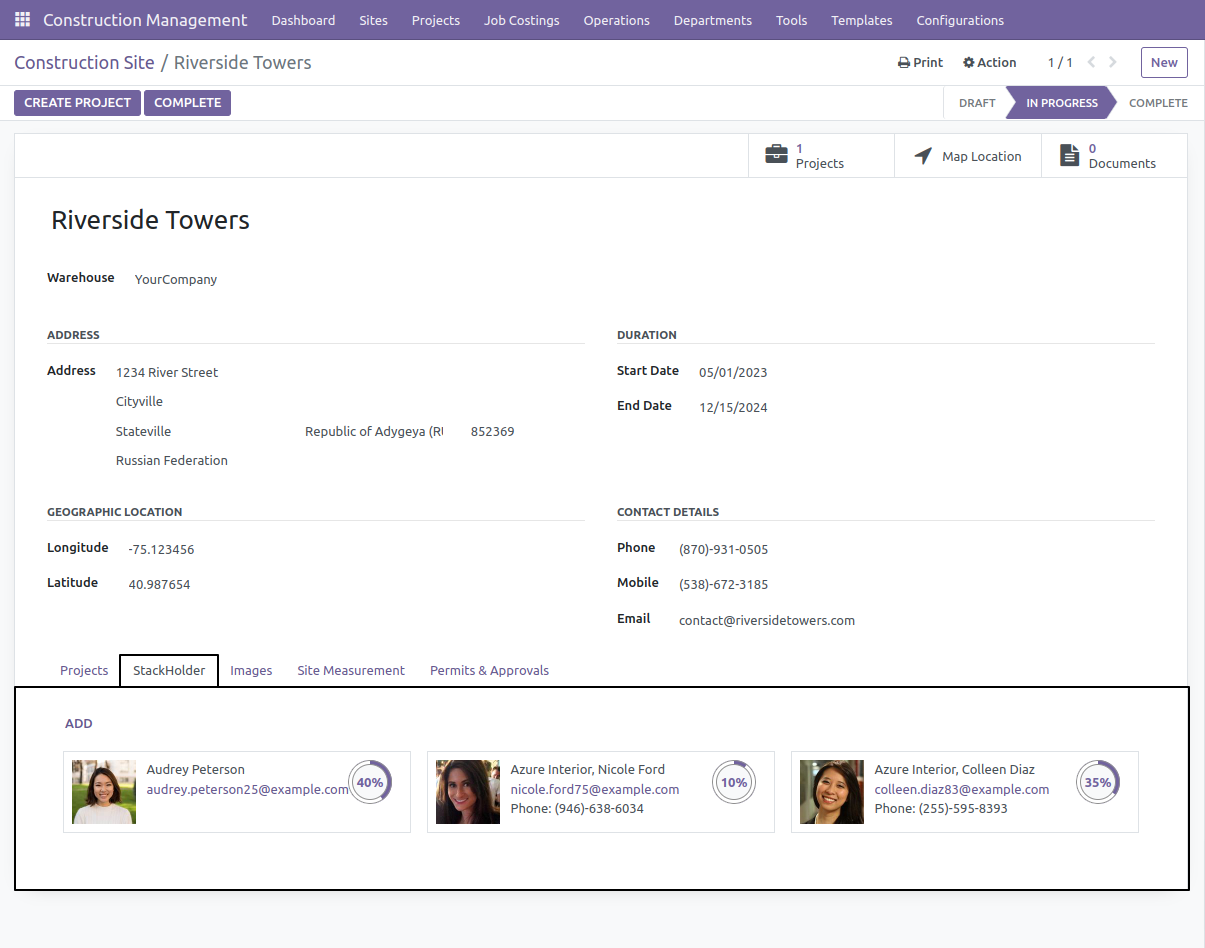 Construction Management Dashboard Sites Projects Job Costings Operations Departments Tools Templates Configurations
Construction Site / Riverside Towers Print Action 1 / 1 New
CREATE PROJECT COMPLETE DRAFT IN PROGRESS COMPLETE
1 Projects Map Location 0 Documents
Riverside Towers
Warehouse YourCompany
ADDRESS
Address 1234 River Street
Cityville
Stateville Republic of Adygeya (RU 852369
Russian Federation
DURATION
Start Date 05/01/2023
End Date 12/15/2024
GEOGRAPHIC LOCATION
Longitude -75.123456
Latitude 40.987654
CONTACT DETAILS
Phone (870)-931-0505
Mobile (538)-672-3185
Email contact@riversidetowers.com
Projects StackHolder Images Site Measurement Permits & Approvals
ADD
Audrey Peterson
audrey.peterson25@example.com
40%
Azure Interior, Nicole Ford
nicole.ford75@example.com
Phone: (946)-638-6034
10%
Azure Interior, Colleen Diaz
colleen.diaz83@example.com
Phone: (255)-595-8393
35%